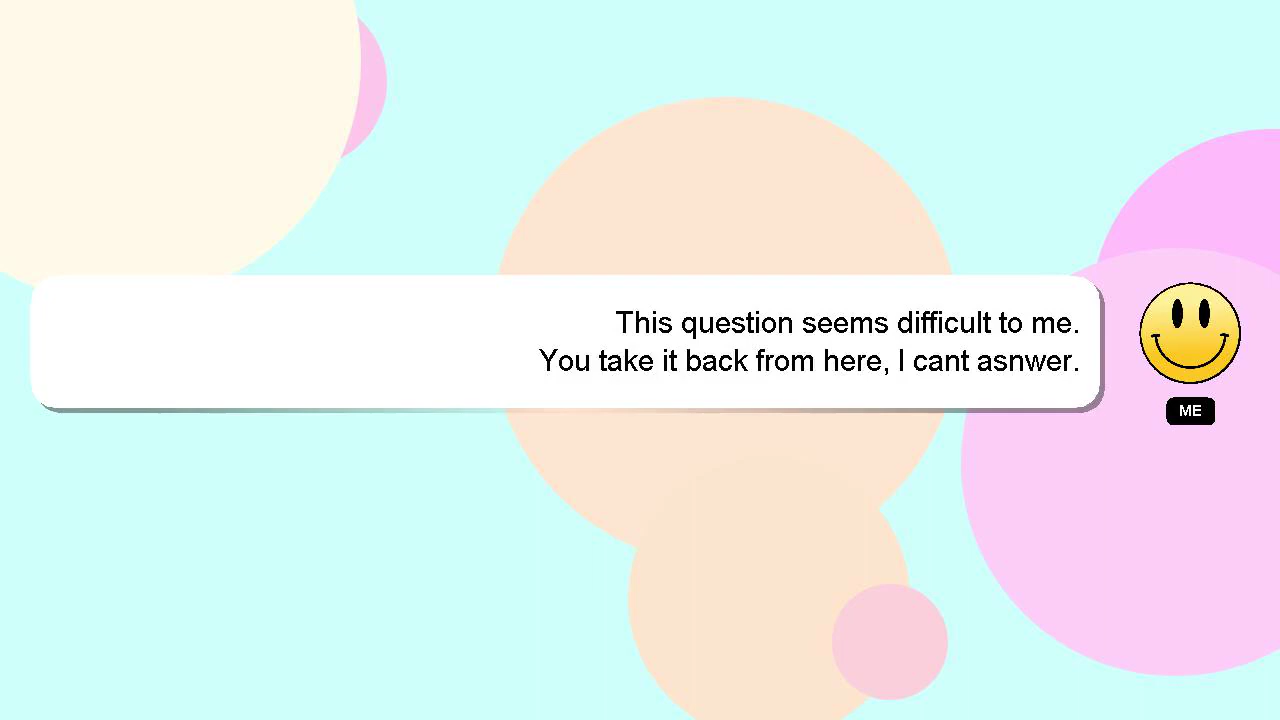 This question seems difficult to me.
You take it back from here, I cant asnwer.
ME